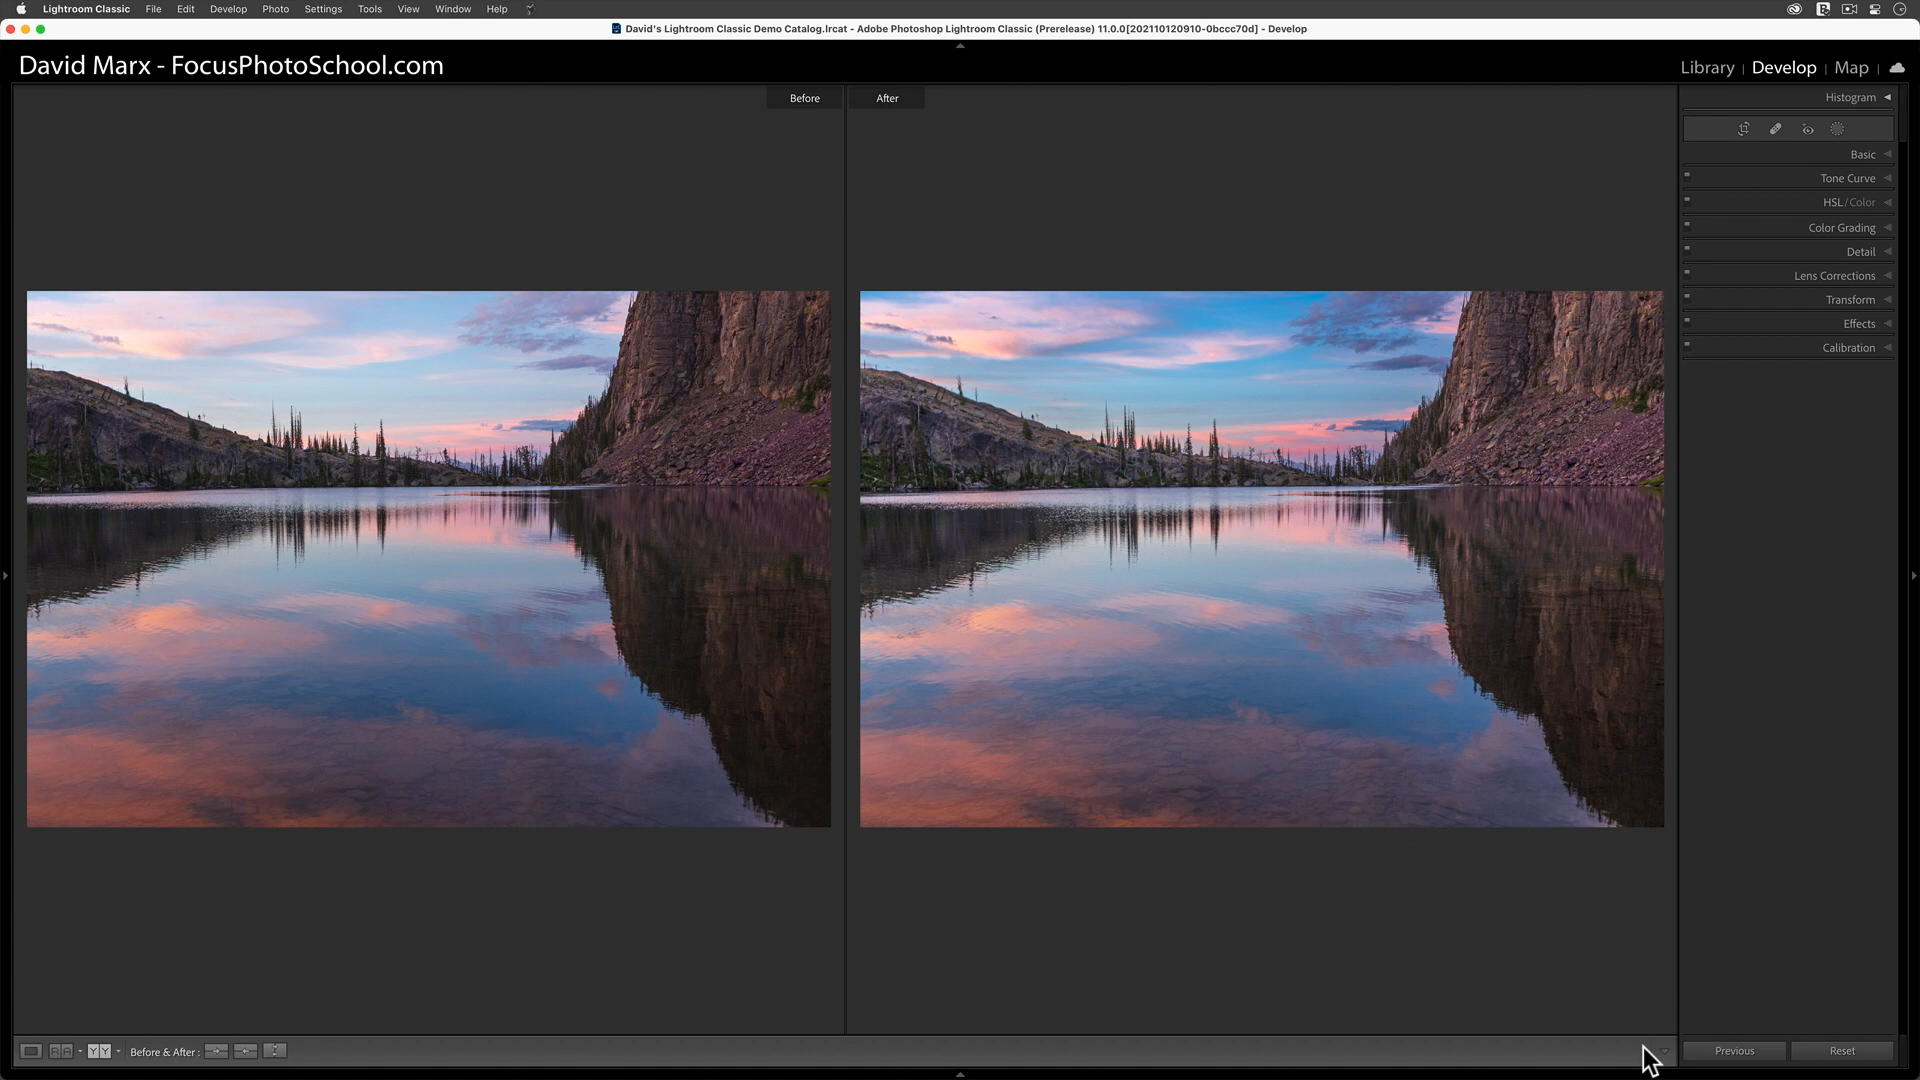 Lightroom Classic File Edit Develop Photo Settings Tools View Window Help
David's Lightroom Classic Demo Catalog.lrcat - Adobe Photoshop Lightroom Classic (Prerelease) 11.0.0[202110120910-0bccc70d] - Develop
David Marx - FocusPhotoSchool.com
Library | Develop | Map |
Before
After
Histogram
Basic
Tone Curve
HSL / Color
Color Grading
Detail
Lens Corrections
Transform
Effects
Calibration
R A
Y Y
Before & After :
Previous
Reset